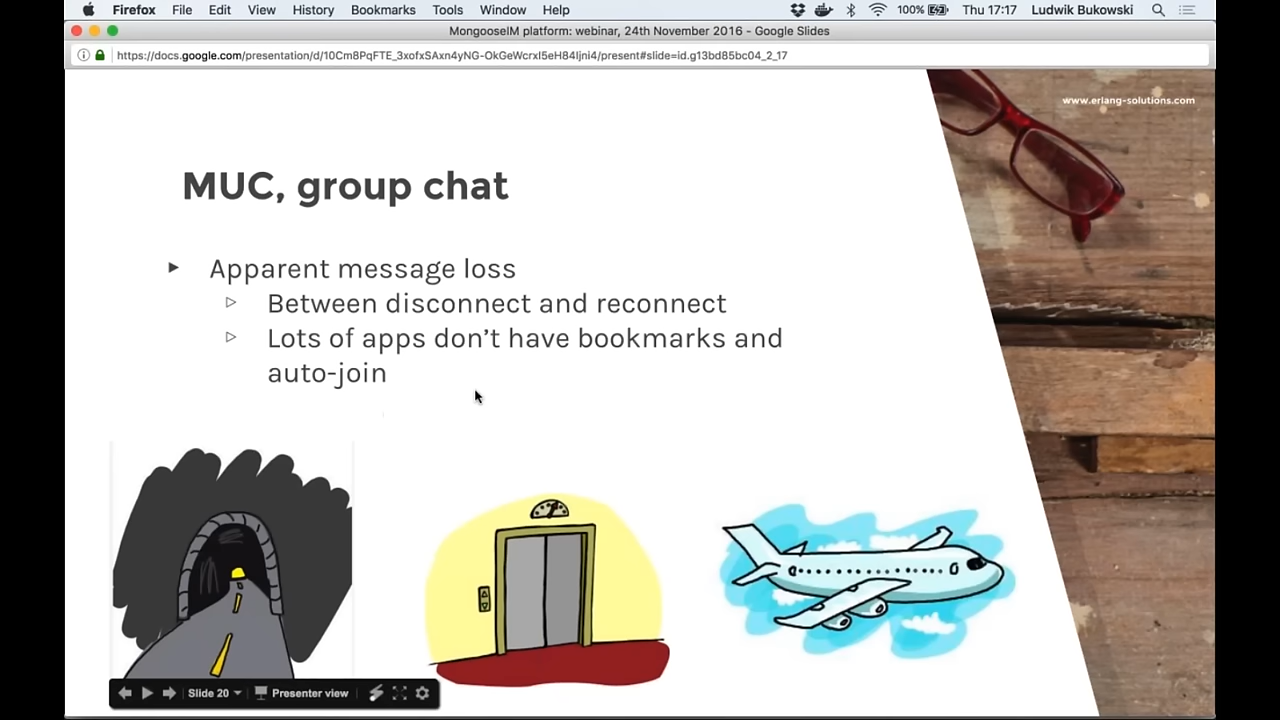 Firefox File Edit View History Bookmarks Tools Window Help 100% Thu 17:17 Ludwik Bukowski
MongooseIM platform: webinar, 24th November 2016 - Google Slides
https://docs.google.com/presentation/d/10Cm8PqFTE_3xofxSAxn4yNG-OkGeWcrxI5eH84Ijni4/present#slide=id.g13bd85bc04_2_17
www.erlang-solutions.com
MUC, group chat
Apparent message loss
Between disconnect and reconnect
Lots of apps don't have bookmarks and
auto-join
Slide 20 Presenter view